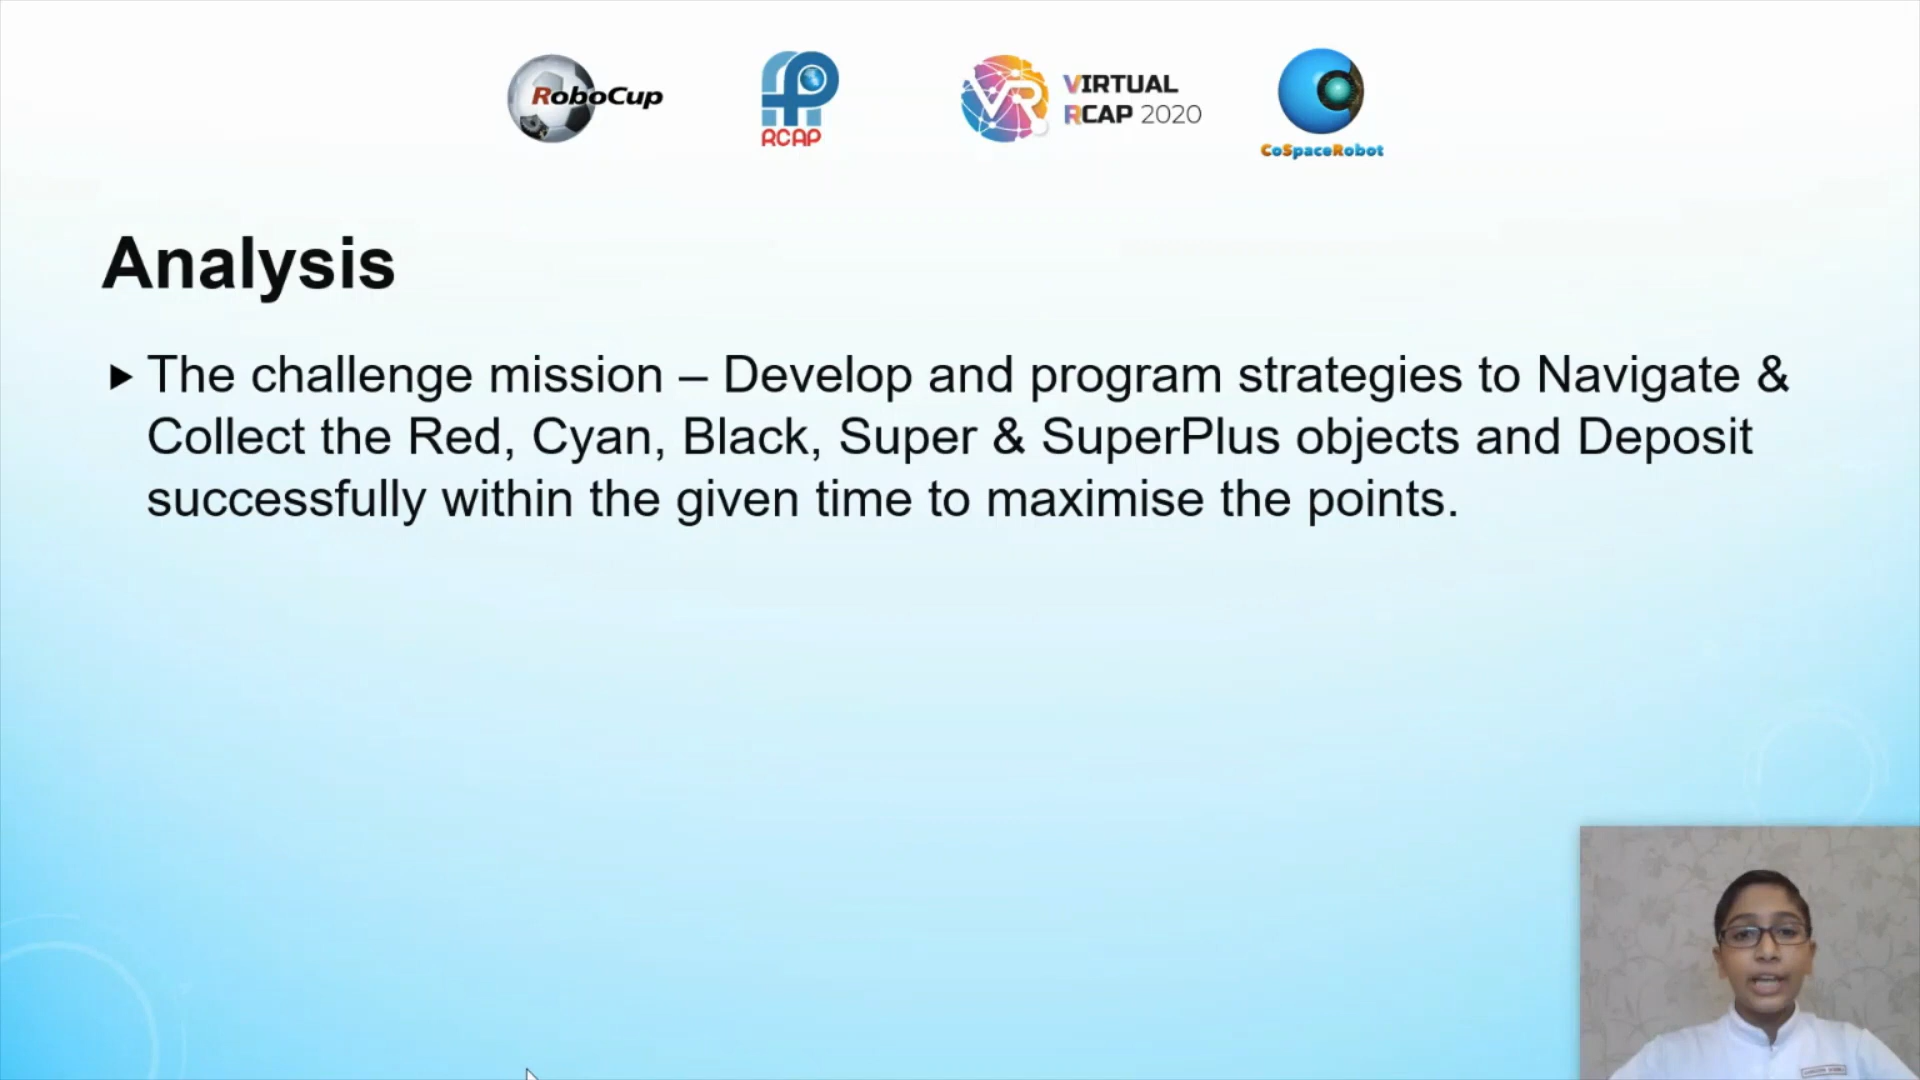 RoboCup
RCAP
VR
VIRTUAL
RCAP 2020
CoSpaceRobot
Analysis
The challenge mission – Develop and program strategies to Navigate &
Collect the Red, Cyan, Black, Super & SuperPlus objects and Deposit
successfully within the given time to maximise the points.